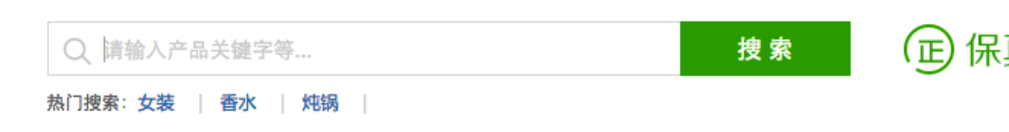 请输入产品关键字等...
搜 索
正 保
热门搜索: 女装 | 香水 | 炖锅 |